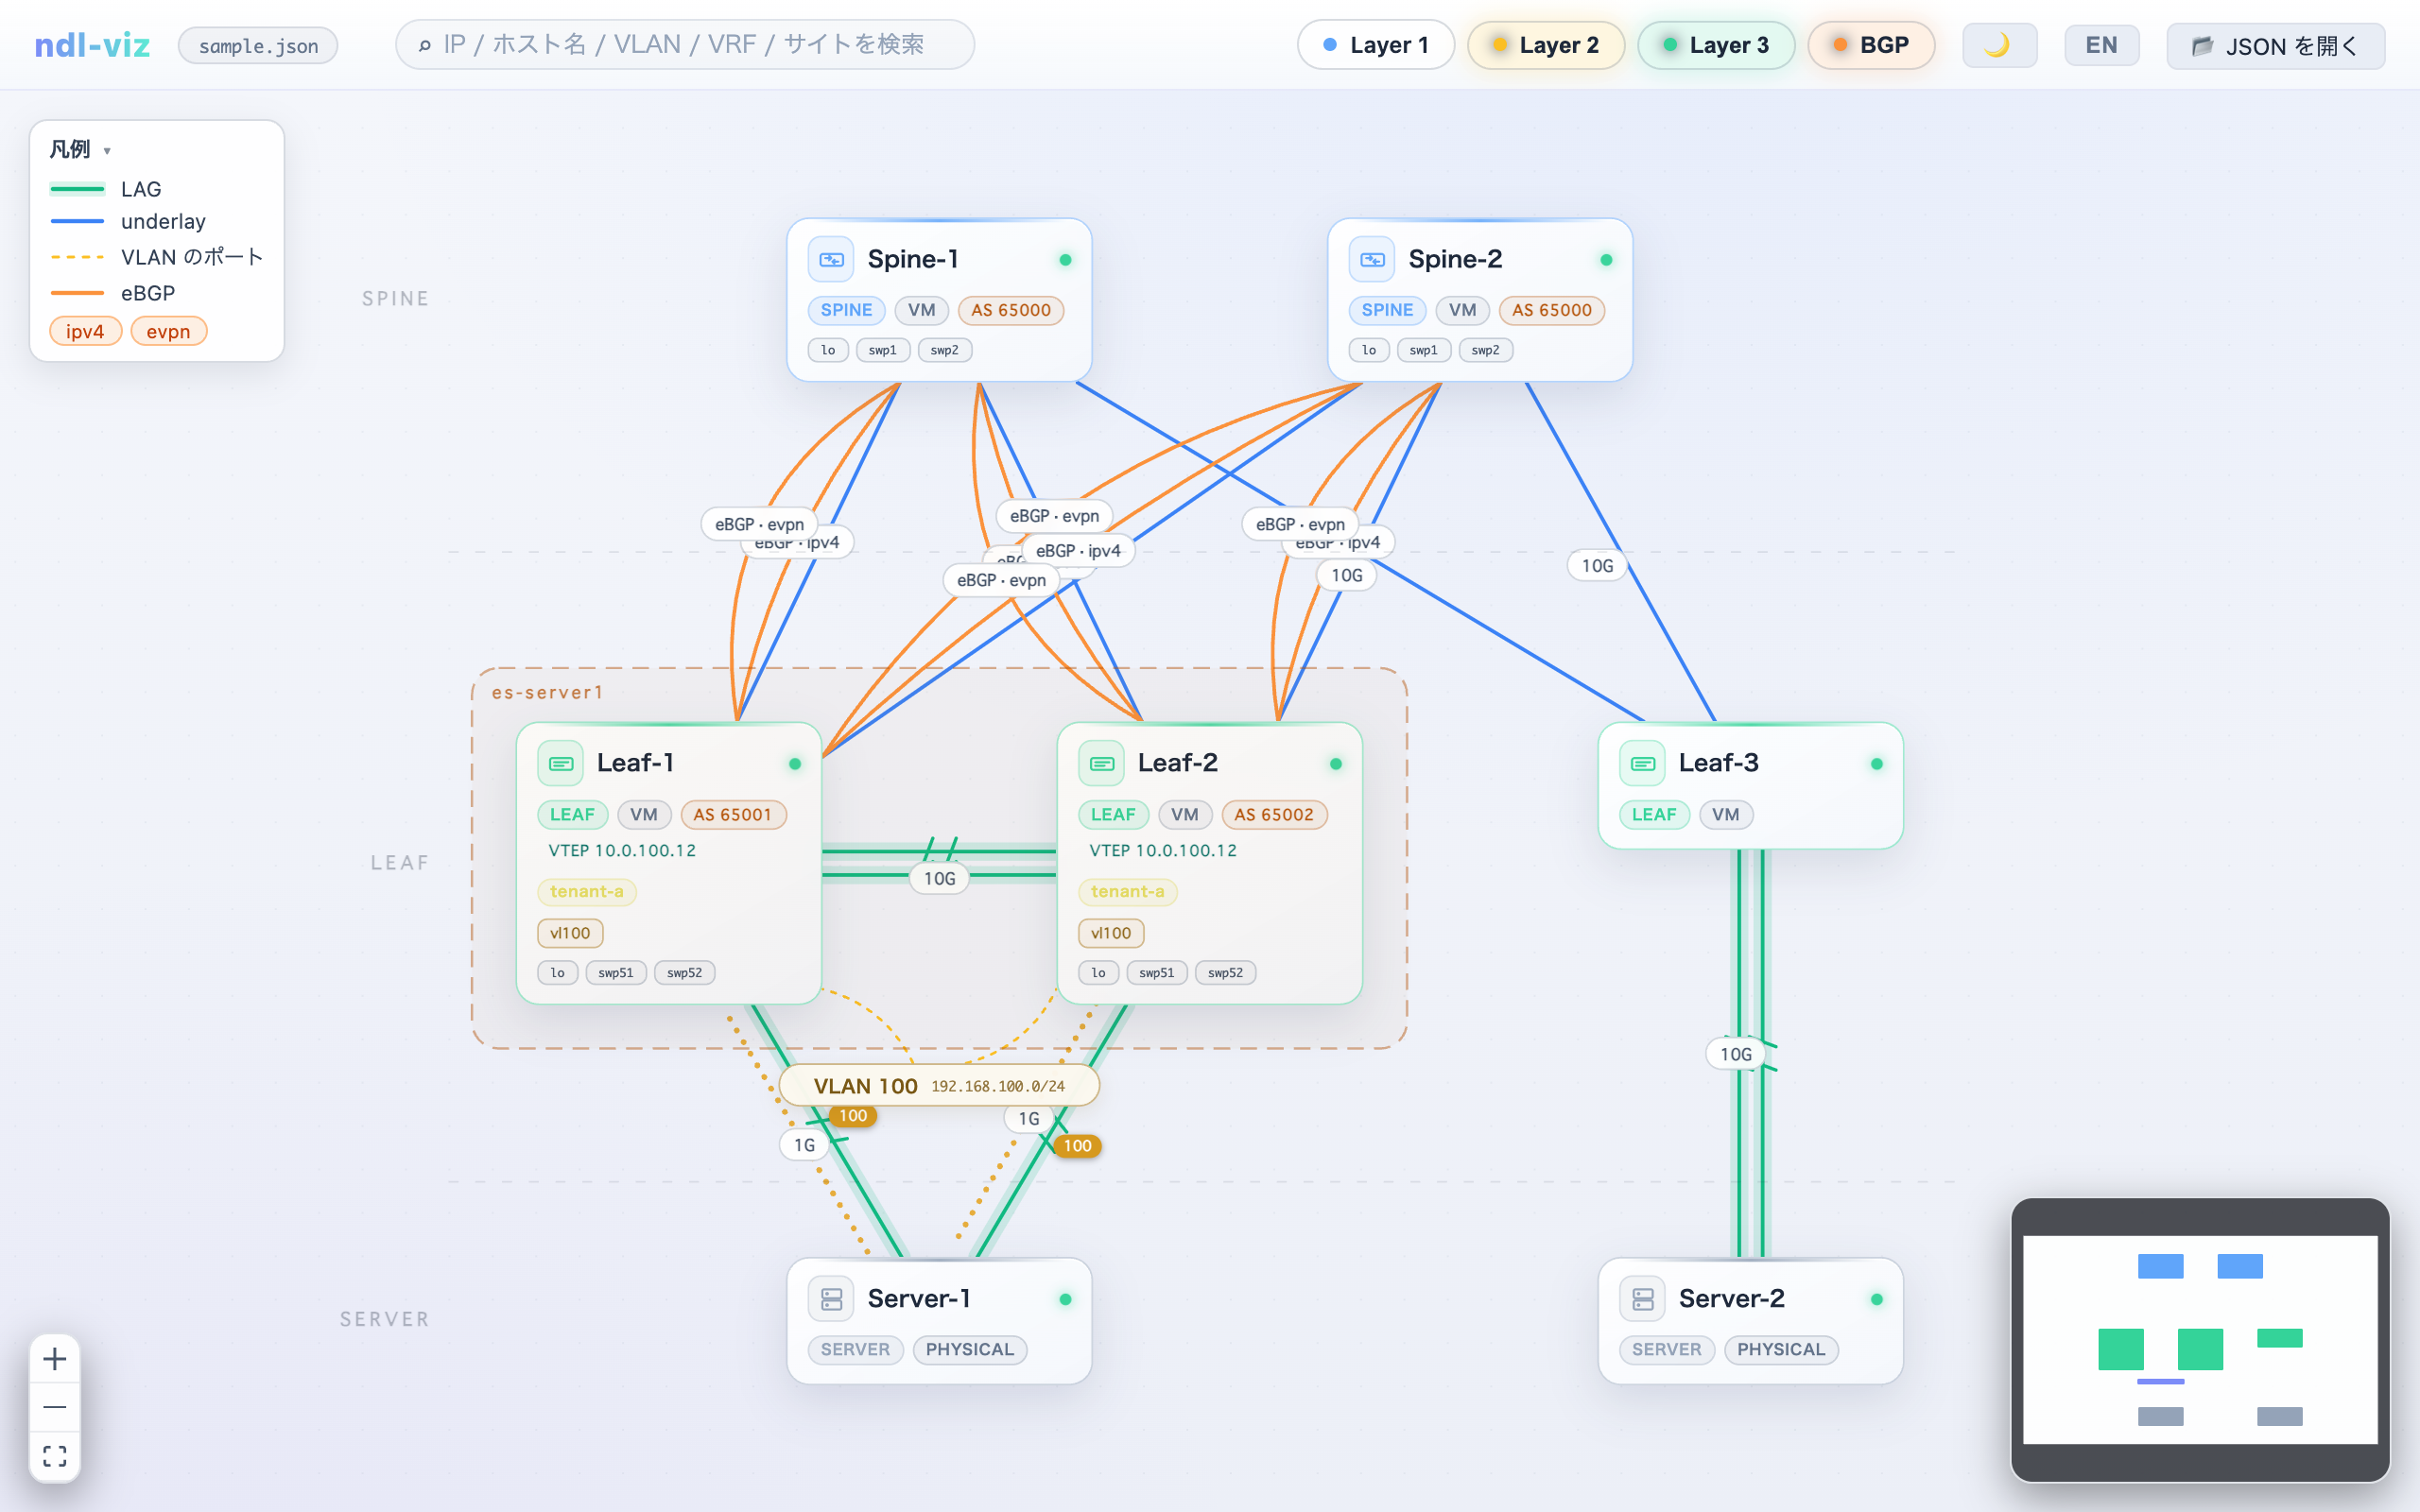 ndl-viz
sample.json
IP / ホスト名 / VLAN / VRF / サイトを検索
Layer 1
Layer 2
Layer 3
BGP
EN
JSON を開く
凡例
LAG
underlay
VLAN のポート
eBGP
ipv4 evpn
SPINE
Spine-1
SPINE VM AS 65000
lo swp1 swp2
Spine-2
SPINE VM AS 65000
lo swp1 swp2
eBGP · evpn
eBGP · ipv4
eBGP · evpn
eBGP · ipv4
eBGP · evpn
eBGP · evpn
eBGP · ipv4
10G
10G
es-server1
LEAF
Leaf-1
LEAF VM AS 65001
VTEP 10.0.100.12
tenant-a
vl100
lo swp51 swp52
10G
Leaf-2
LEAF VM AS 65002
VTEP 10.0.100.12
tenant-a
vl100
lo swp51 swp52
Leaf-3
LEAF VM
10G
VLAN 100 192.168.100.0/24
100
1G
1G
100
SERVER
Server-1
SERVER PHYSICAL
Server-2
SERVER PHYSICAL